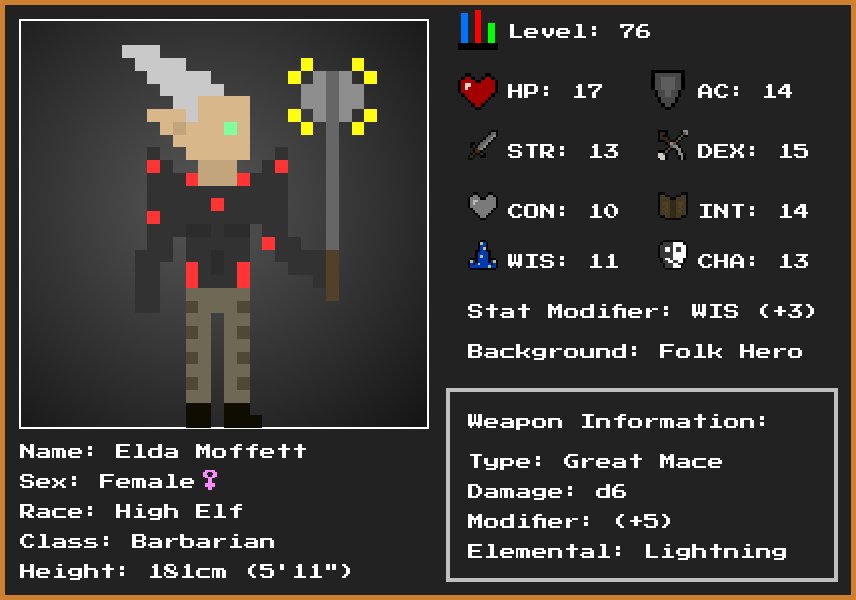 Level: 76
HP: 17 AC: 14
STR: 13 DEX: 15
CON: 10 INT: 14
WIS: 11 CHA: 13
Stat Modifier: WIS (+3)
Background: Folk Hero
Weapon Information:
Type: Great Mace
Damage: d6
Modifier: (+5)
Elemental: Lightning
Name: Elda Moffett
Sex: Female♀
Race: High Elf
Class: Barbarian
Height: 181cm (5'11")